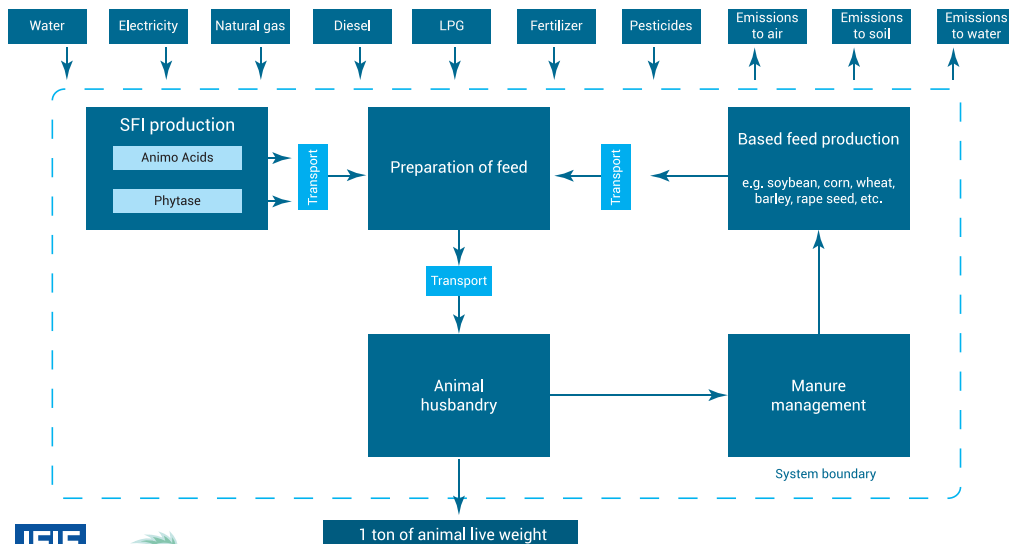 Water
Electricity
Natural gas
Diesel
LPG
Fertilizer
Pesticides
Emissions
to air
Emissions
to soil
Emissions
to water
SFI production
Animo Acids
Phytase
Transport
Preparation of feed
Transport
Based feed production
e.g. soybean, corn, wheat,
barley, rape seed, etc.
Transport
Animal
husbandry
Manure
management
System boundary
1 ton of animal live weight